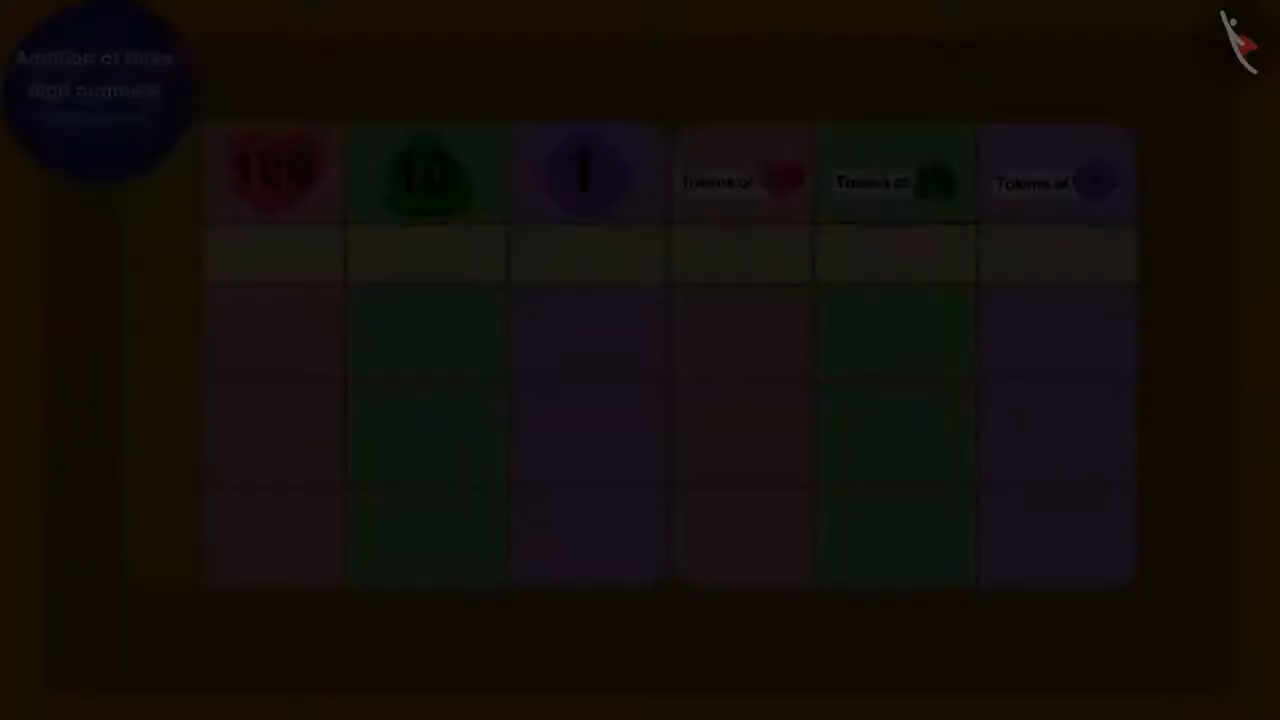 Addition of three
digit numbers
100 10 1 Tokens of Tokens of Tokens of